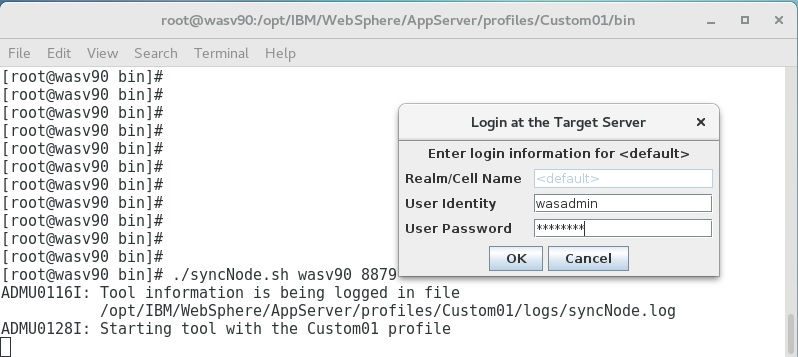 root@wasv90:/opt/IBM/WebSphere/AppServer/profiles/Custom01/bin
File Edit View Search Terminal Help
[root@wasv90 bin]#
[root@wasv90 bin]#
[root@wasv90 bin]#
[root@wasv90 bin]#
[root@wasv90 bin]#
[root@wasv90 bin]#
[root@wasv90 bin]#
[root@wasv90 bin]#
[root@wasv90 bin]#
[root@wasv90 bin]#
[root@wasv90 bin]#
[root@wasv90 bin]# ./syncNode.sh wasv90 8879
ADMU0116I: Tool information is being logged in file
/opt/IBM/WebSphere/AppServer/profiles/Custom01/logs/syncNode.log
ADMU0128I: Starting tool with the Custom01 profile
Login at the Target Server
Enter login information for <default>
Realm/Cell Name <default>
User Identity wasadmin
User Password ********
OK Cancel